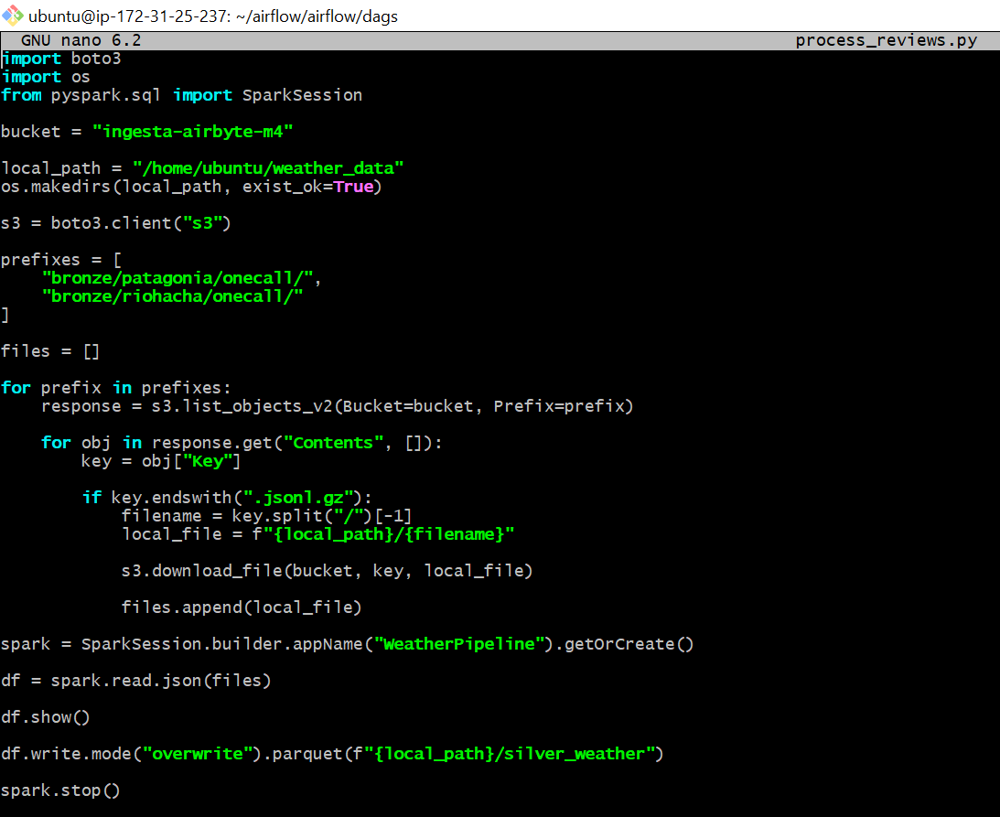 ubuntu@ip-172-31-25-237: ~/airflow/airflow/dags
GNU nano 6.2 process_reviews.py
import boto3
import os
from pyspark.sql import SparkSession

bucket = "ingesta-airbyte-m4"

local_path = "/home/ubuntu/weather_data"
os.makedirs(local_path, exist_ok=True)

s3 = boto3.client("s3")

prefixes = [
    "bronze/patagonia/onecall/",
    "bronze/riohacha/onecall/"
]

files = []

for prefix in prefixes:
    response = s3.list_objects_v2(Bucket=bucket, Prefix=prefix)

    for obj in response.get("Contents", []):
        key = obj["Key"]

        if key.endswith(".jsonl.gz"):
            filename = key.split("/")[-1]
            local_file = f"{local_path}/{filename}"

            s3.download_file(bucket, key, local_file)

            files.append(local_file)

spark = SparkSession.builder.appName("WeatherPipeline").getOrCreate()

df = spark.read.json(files)

df.show()

df.write.mode("overwrite").parquet(f"{local_path}/silver_weather")

spark.stop()